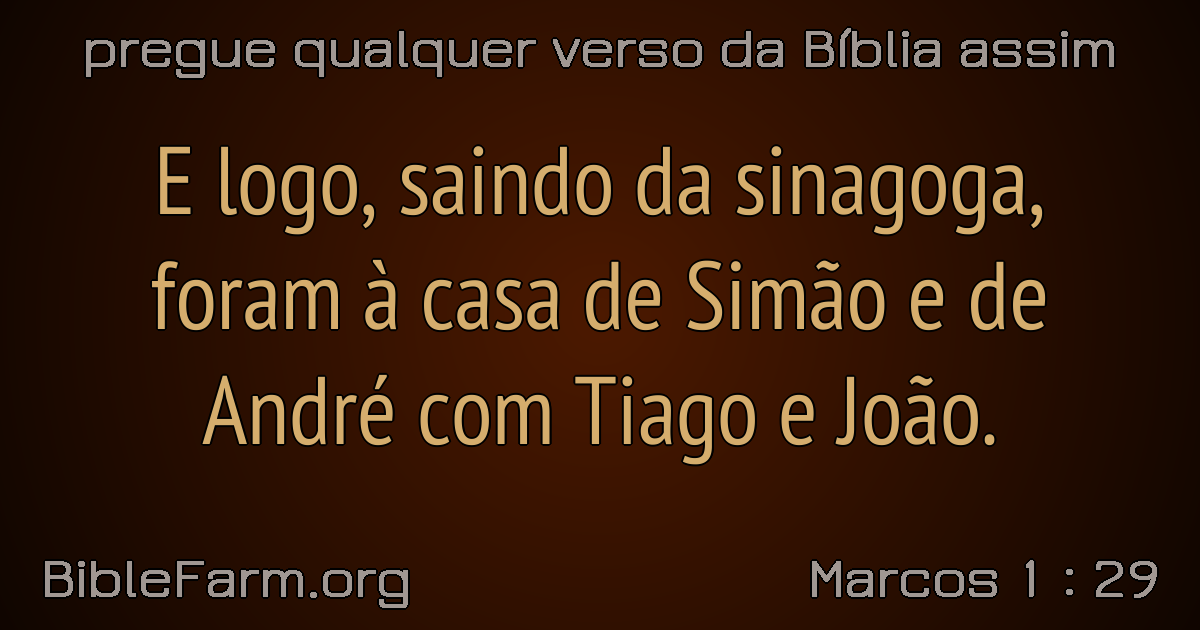 pregue qualquer verso da Bíblia assim
E logo, saindo da sinagoga,
foram à casa de Simão e de
André com Tiago e João.
BibleFarm.org
Marcos 1 : 29